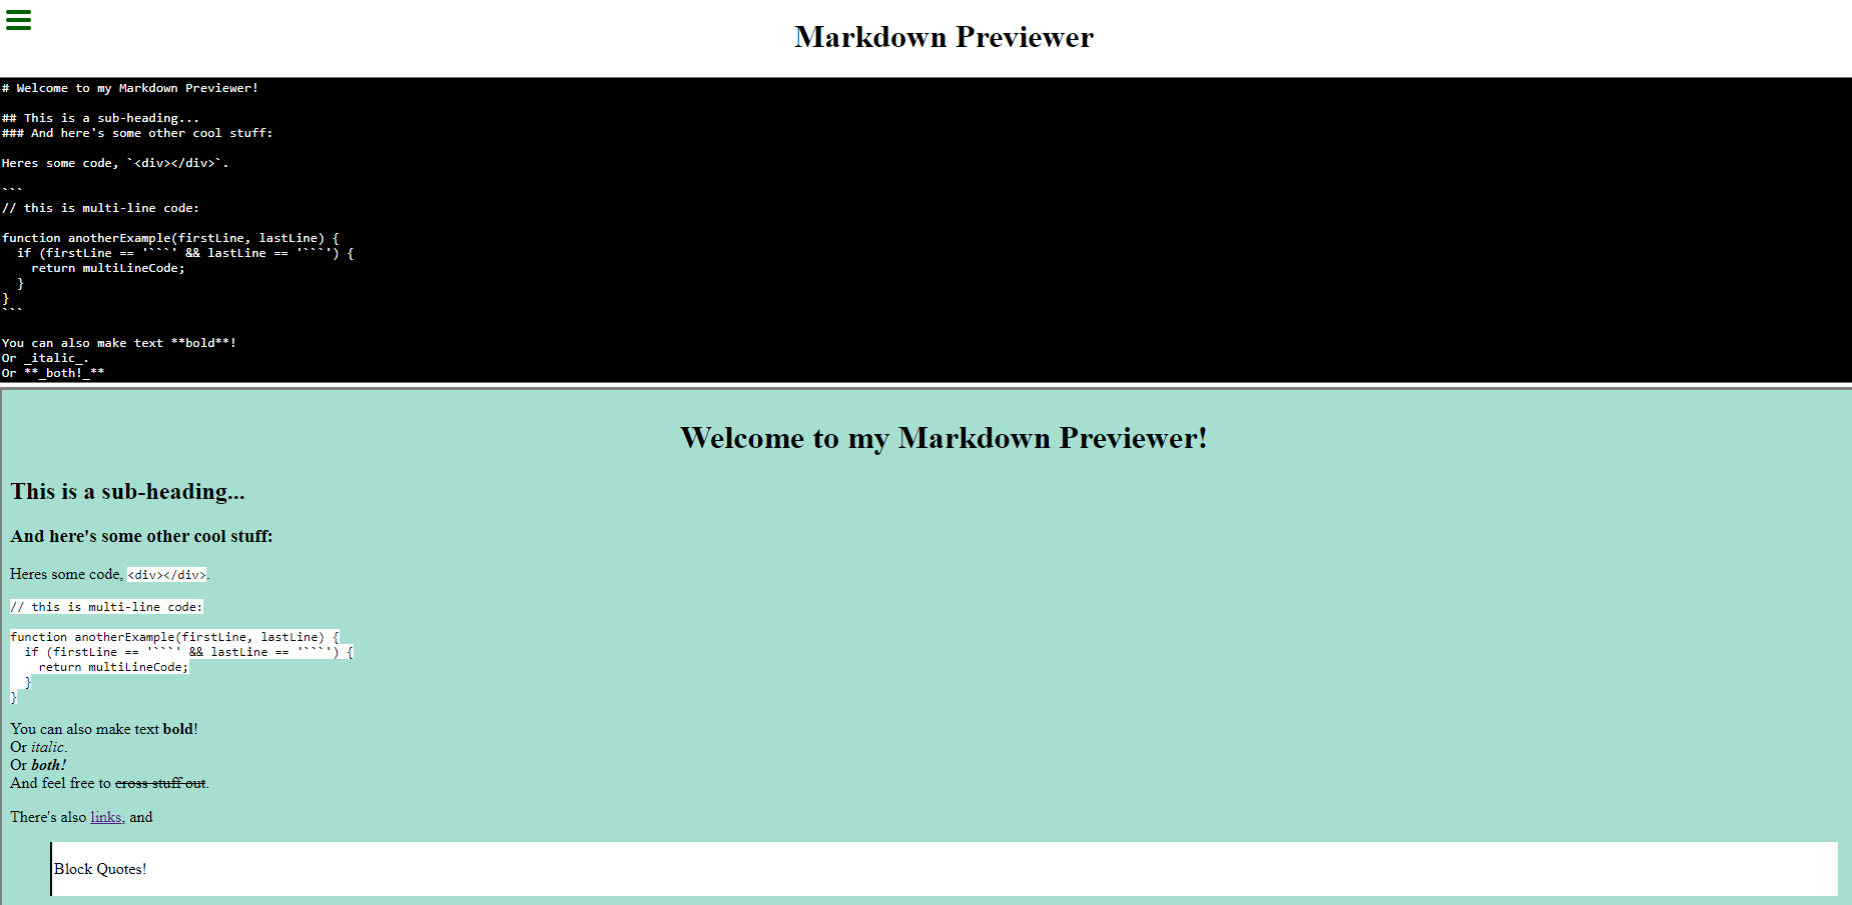 Markdown Previewer
# Welcome to my Markdown Previewer!
## This is a sub-heading...
### And here's some other cool stuff:
Heres some code, `<div></div>`.
```
// this is multi-line code:
function anotherExample(firstLine, lastLine) {
  if (firstLine == '```' && lastLine == '```') {
    return multiLineCode;
  }
}
```
You can also make text **bold**!
Or _italic_.
Or **_both!_**
Welcome to my Markdown Previewer!
This is a sub-heading...
And here's some other cool stuff:
Heres some code, <div></div>.
// this is multi-line code:
function anotherExample(firstLine, lastLine) {
  if (firstLine == '```' && lastLine == '```') {
    return multiLineCode;
  }
}
You can also make text bold!
Or italic.
Or both!
And feel free to cross stuff out.
There's also links, and
Block Quotes!